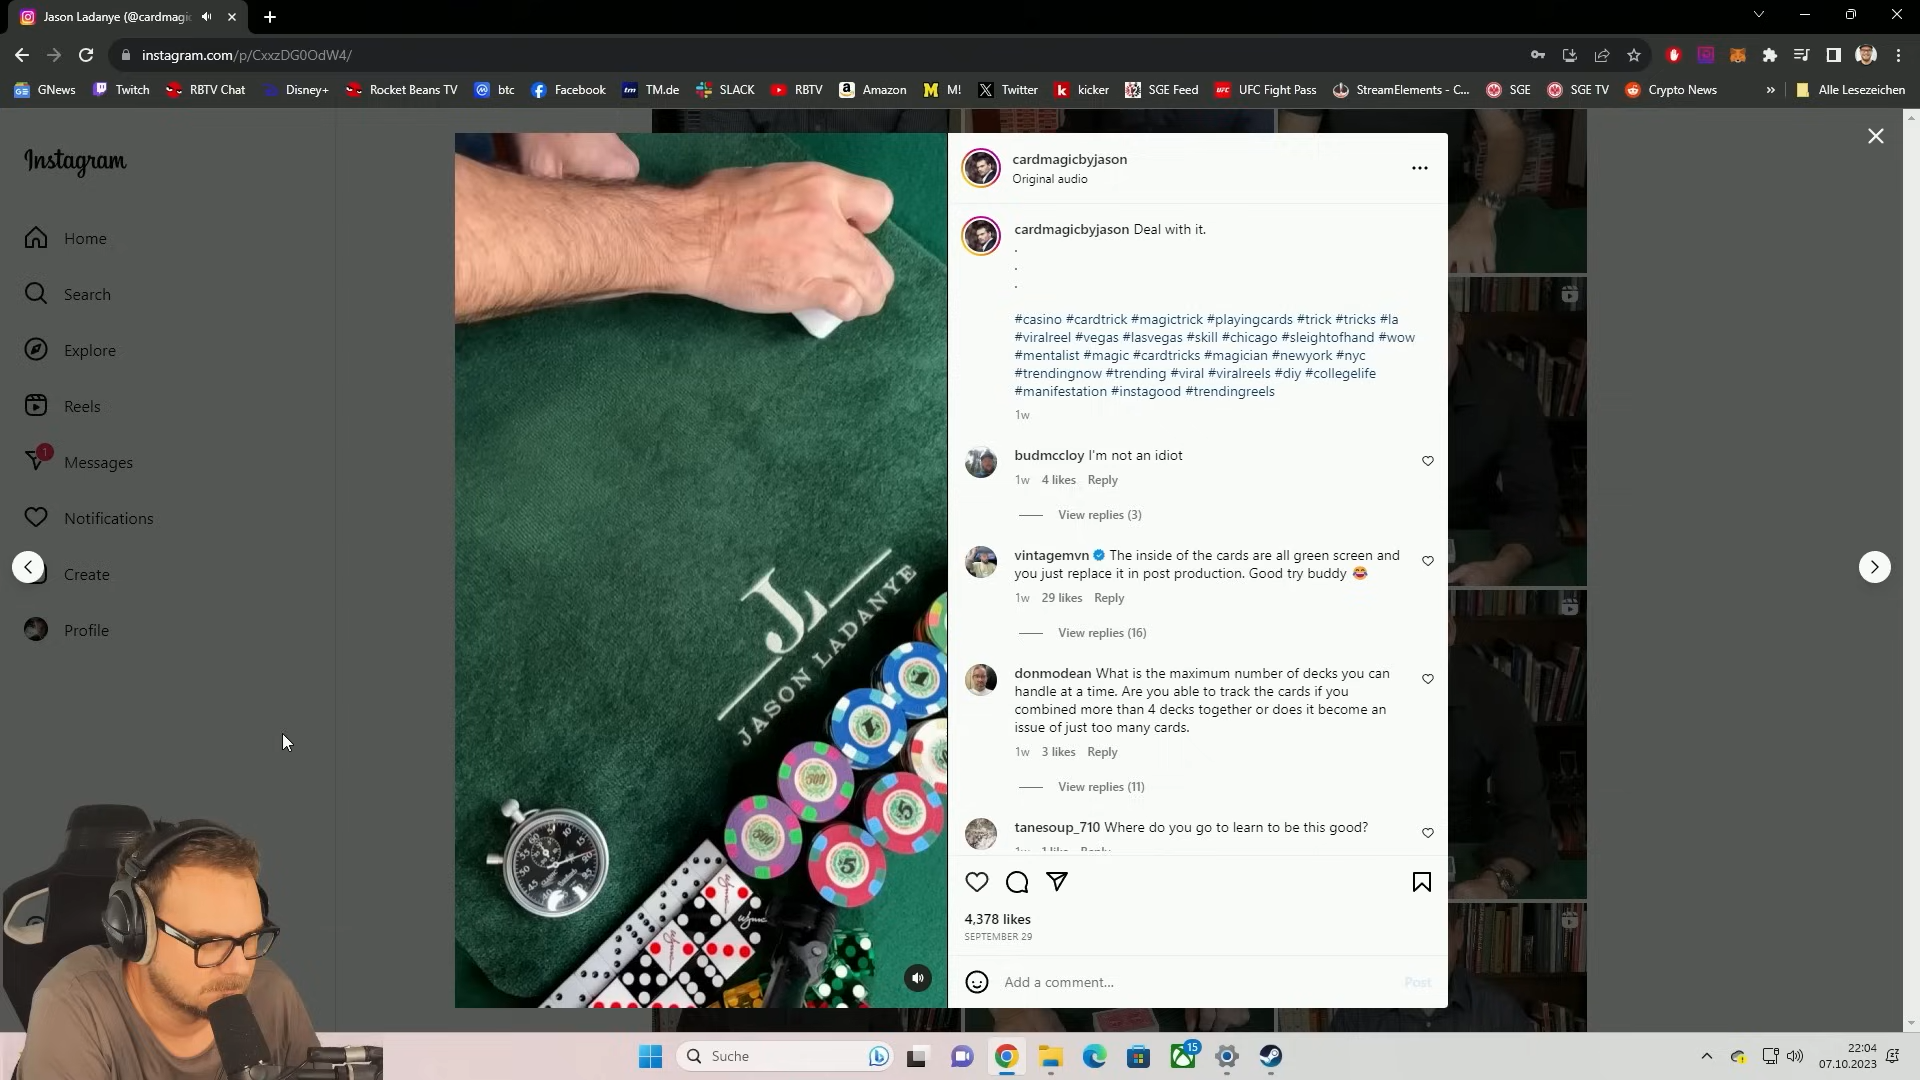 Jason Ladanye (@cardmagic
instagram.com/p/CxxzDG0OdW4/
GNews
Twitch
RBTV Chat
Disney+
Rocket Beans TV
btc
Facebook
TM.de
SLACK
RBTV
Amazon
M!
Twitter
kicker
SGE Feed
UFC Fight Pass
StreamElements - C...
SGE
SGE TV
Crypto News
»
Alle Lesezeichen
Instagram
Home
Search
Explore
Reels
1
Messages
Notifications
Create
Profile
JL
JASON LADANYE
cardmagicbyjason
Original audio
cardmagicbyjason Deal with it.
.
.
.
#casino #cardtrick #magictrick #playingcards #trick #tricks #la
#viralreel #vegas #lasvegas #skill #chicago #sleightofhand #wow
#mentalist #magic #cardtricks #magician #newyork #nyc
#trendingnow #trending #viral #viralreels #diy #collegelife
#manifestation #instagood #trendingreels
1w
budmccloy I'm not an idiot
1w 4 likes Reply
View replies (3)
vintagemvn The inside of the cards are all green screen and
you just replace it in post production. Good try buddy 😂
1w 29 likes Reply
View replies (16)
donmodean What is the maximum number of decks you can
handle at a time. Are you able to track the cards if you
combined more than 4 decks together or does it become an
issue of just too many cards.
1w 3 likes Reply
View replies (11)
tanesoup_710 Where do you go to learn to be this good?
1w 1 like Reply
4,378 likes
SEPTEMBER 29
Add a comment...
Post
Suche
15
22:04
07.10.2023